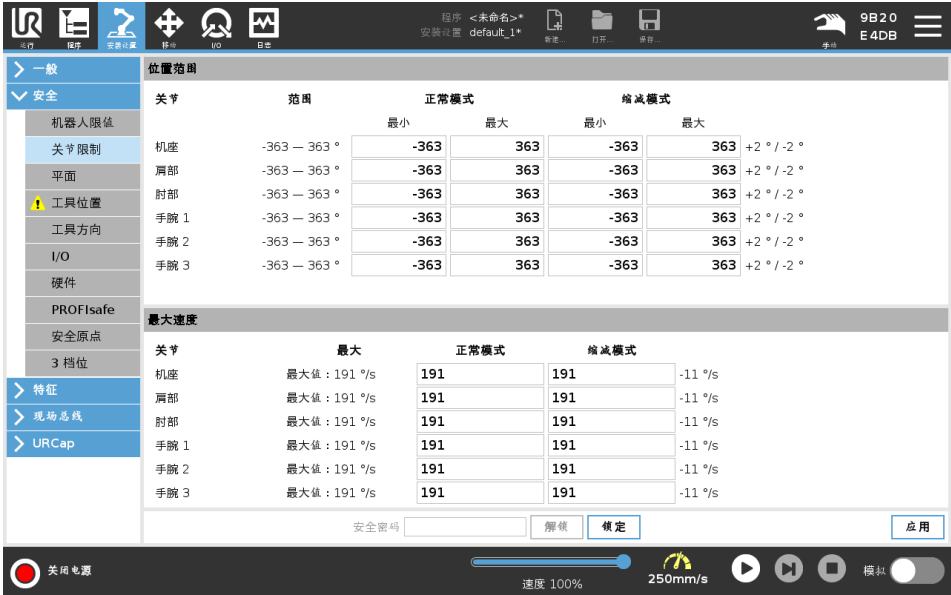 UR
运行 程序 安装设置 移动 I/O 日志
程序 <未命名>*
安装设置 default_1*
新建... 打开... 保存...
手动
9B20
E4DB
一般
安全
机器人限值
关节限制
平面
工具位置
工具方向
I/O
硬件
PROFIsafe
安全原点
3 档位
特征
现场总线
URCap
位置范围
关节 范围 正常模式 缩减模式
最小 最大 最小 最大
机座 -363 — 363 ° -363 363 -363 363 +2 ° / -2 °
肩部 -363 — 363 ° -363 363 -363 363 +2 ° / -2 °
肘部 -363 — 363 ° -363 363 -363 363 +2 ° / -2 °
手腕 1 -363 — 363 ° -363 363 -363 363 +2 ° / -2 °
手腕 2 -363 — 363 ° -363 363 -363 363 +2 ° / -2 °
手腕 3 -363 — 363 ° -363 363 -363 363 +2 ° / -2 °
最大速度
关节 最大 正常模式 缩减模式
机座 最大值：191 °/s 191 191 -11 °/s
肩部 最大值：191 °/s 191 191 -11 °/s
肘部 最大值：191 °/s 191 191 -11 °/s
手腕 1 最大值：191 °/s 191 191 -11 °/s
手腕 2 最大值：191 °/s 191 191 -11 °/s
手腕 3 最大值：191 °/s 191 191 -11 °/s
安全密码 解锁 锁定 应用
关闭电源
速度 100%
250mm/s
模拟